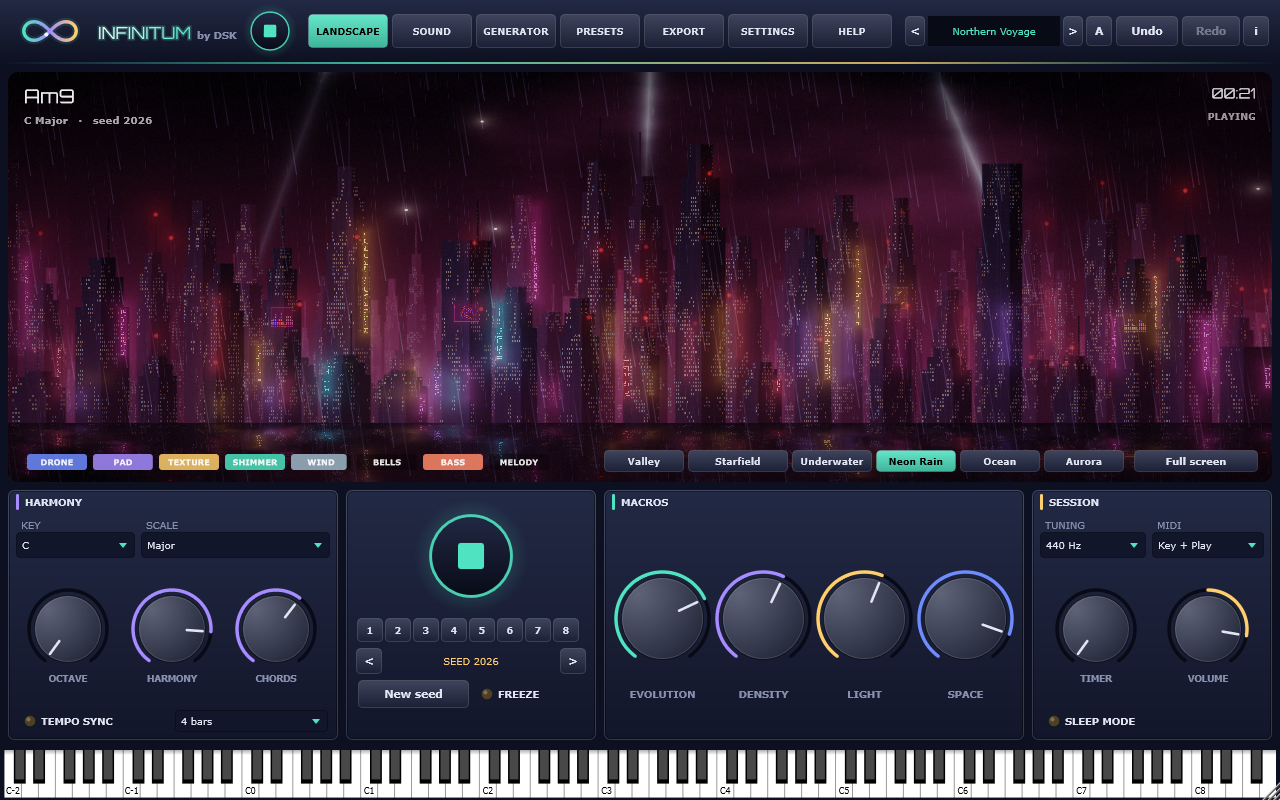 INFINITUM by DSK
LANDSCAPE
SOUND
GENERATOR
PRESETS
EXPORT
SETTINGS
HELP
<
Northern Voyage
>
A
Undo
Redo
i
Am9
C Major · seed 2026
00:21
PLAYING
DRONE
PAD
TEXTURE
SHIMMER
WIND
BELLS
BASS
MELODY
Valley
Starfield
Underwater
Neon Rain
Ocean
Aurora
Full screen
HARMONY
KEY
SCALE
C
Major
OCTAVE
HARMONY
CHORDS
TEMPO SYNC
4 bars
1 2 3 4 5 6 7 8
<
SEED 2026
>
New seed
FREEZE
MACROS
EVOLUTION
DENSITY
LIGHT
SPACE
SESSION
TUNING
MIDI
440 Hz
Key + Play
TIMER
VOLUME
SLEEP MODE
C-2 C-1 C0 C1 C2 C3 C4 C5 C6 C7 C8